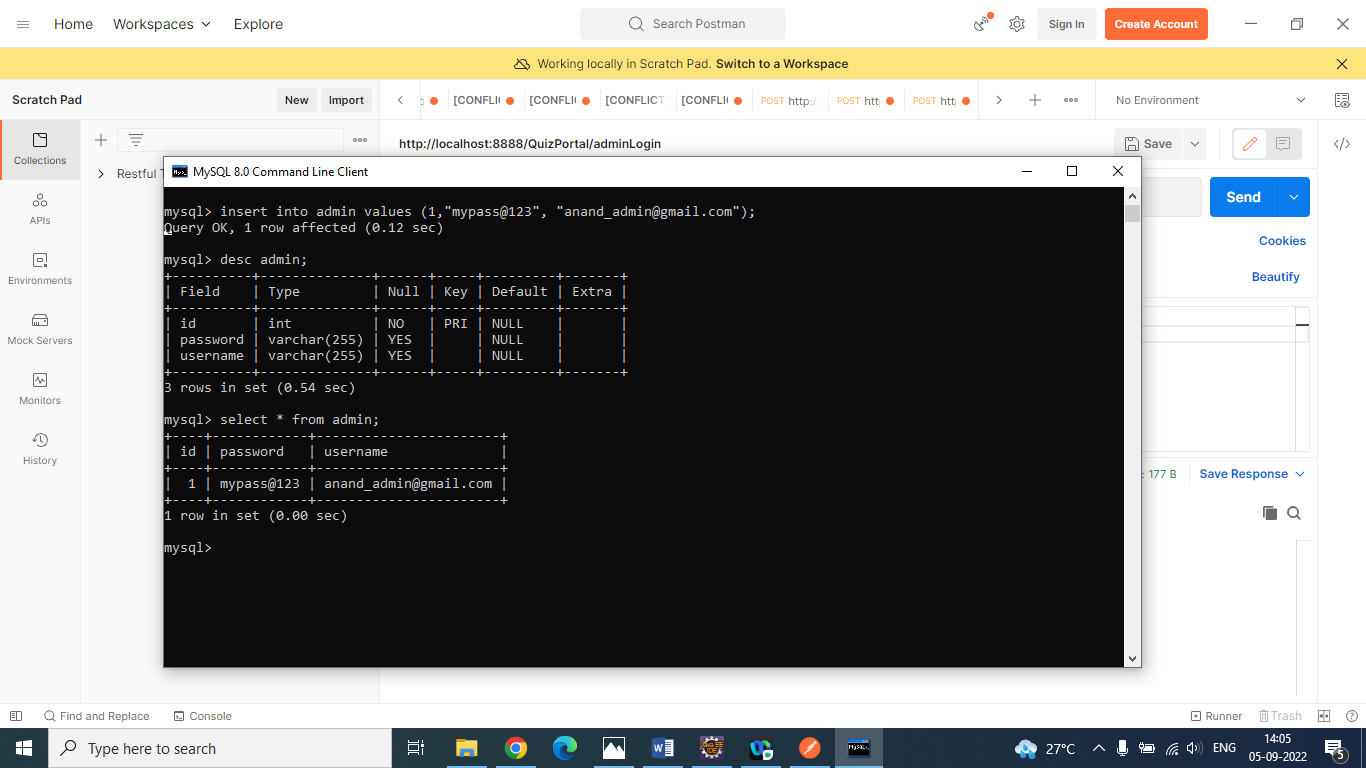 Home Workspaces Explore Search Postman Sign In Create Account
Working locally in Scratch Pad. Switch to a Workspace
Scratch Pad New Import [CONFLI [CONFLI [CONFLICT [CONFLI POST http:/ POST htt POST htt No Environment
Collections
APIs
Environments
Mock Servers
Monitors
History
http://localhost:8888/QuizPortal/adminLogin Save
Restful T
Send
Cookies
Beautify
177 B Save Response
MySQL 8.0 Command Line Client
mysql> insert into admin values (1,"mypass@123", "anand_admin@gmail.com");
Query OK, 1 row affected (0.12 sec)
mysql> desc admin;
+----------+--------------+------+-----+---------+-------+
| Field    | Type         | Null | Key | Default | Extra |
+----------+--------------+------+-----+---------+-------+
| id       | int          | NO   | PRI | NULL    |       |
| password | varchar(255) | YES  |     | NULL    |       |
| username | varchar(255) | YES  |     | NULL    |       |
+----------+--------------+------+-----+---------+-------+
3 rows in set (0.54 sec)
mysql> select * from admin;
+----+------------+-----------------------+
| id | password   | username              |
+----+------------+-----------------------+
|  1 | mypass@123 | anand_admin@gmail.com |
+----+------------+-----------------------+
1 row in set (0.00 sec)
mysql>
Find and Replace Console Runner Trash
Type here to search 27°C ENG 14:05
05-09-2022 5